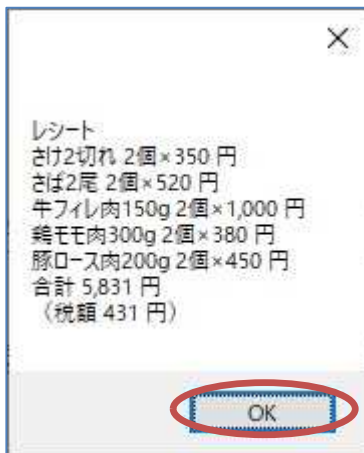 レシート
さけ2切れ 2個×350 円
さば2尾 2個×520 円
牛フィレ肉150g 2個×1,000 円
鶏モモ肉300g 2個×380 円
豚ロース肉200g 2個×450 円
合計 5,831 円
（税額 431 円）
OK